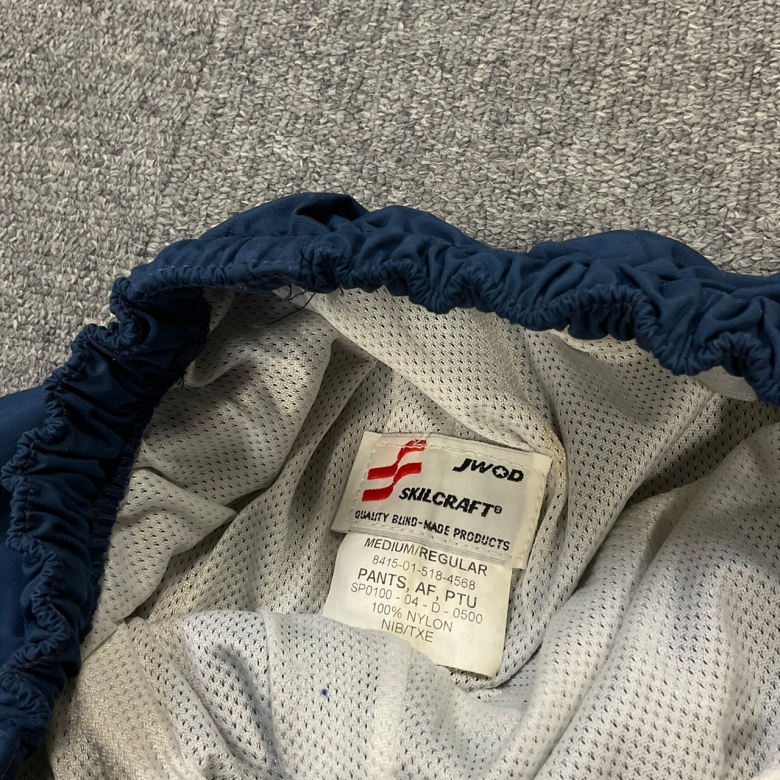 JWOD
SKILCRAFT®
QUALITY BLIND-MADE PRODUCTS
MEDIUM/REGULAR
8415-01-518-4568
PANTS, AF, PTU
SP0100 - 04 - D - 0500
100% NYLON
NIB/TXE